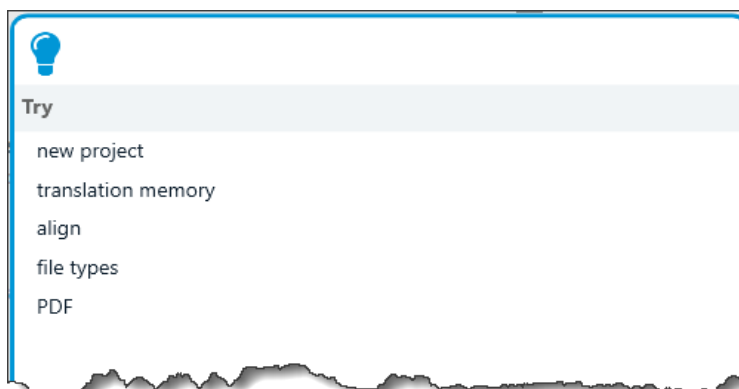 Try
new project
translation memory
align
file types
PDF